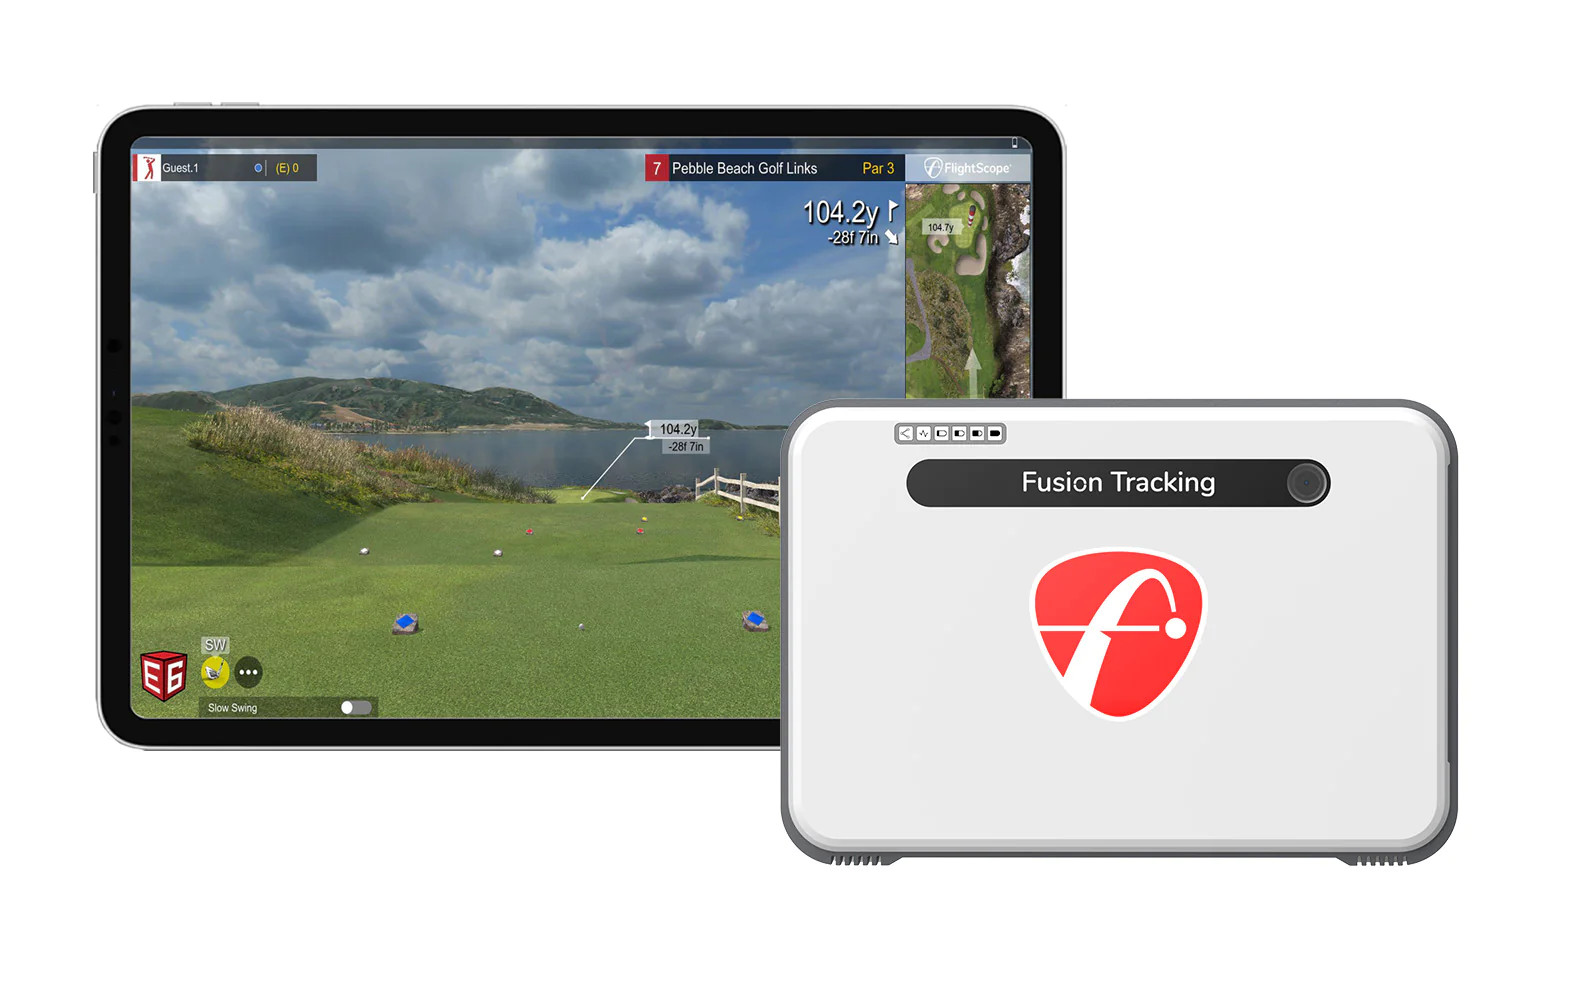 Guest.1
(E) 0
7 Pebble Beach Golf Links Par 3
FlightScope
104.2y
-28f 7in
104.7y
104.2y
-28f 7in
Fusion Tracking
SW
E6
Slow Swing